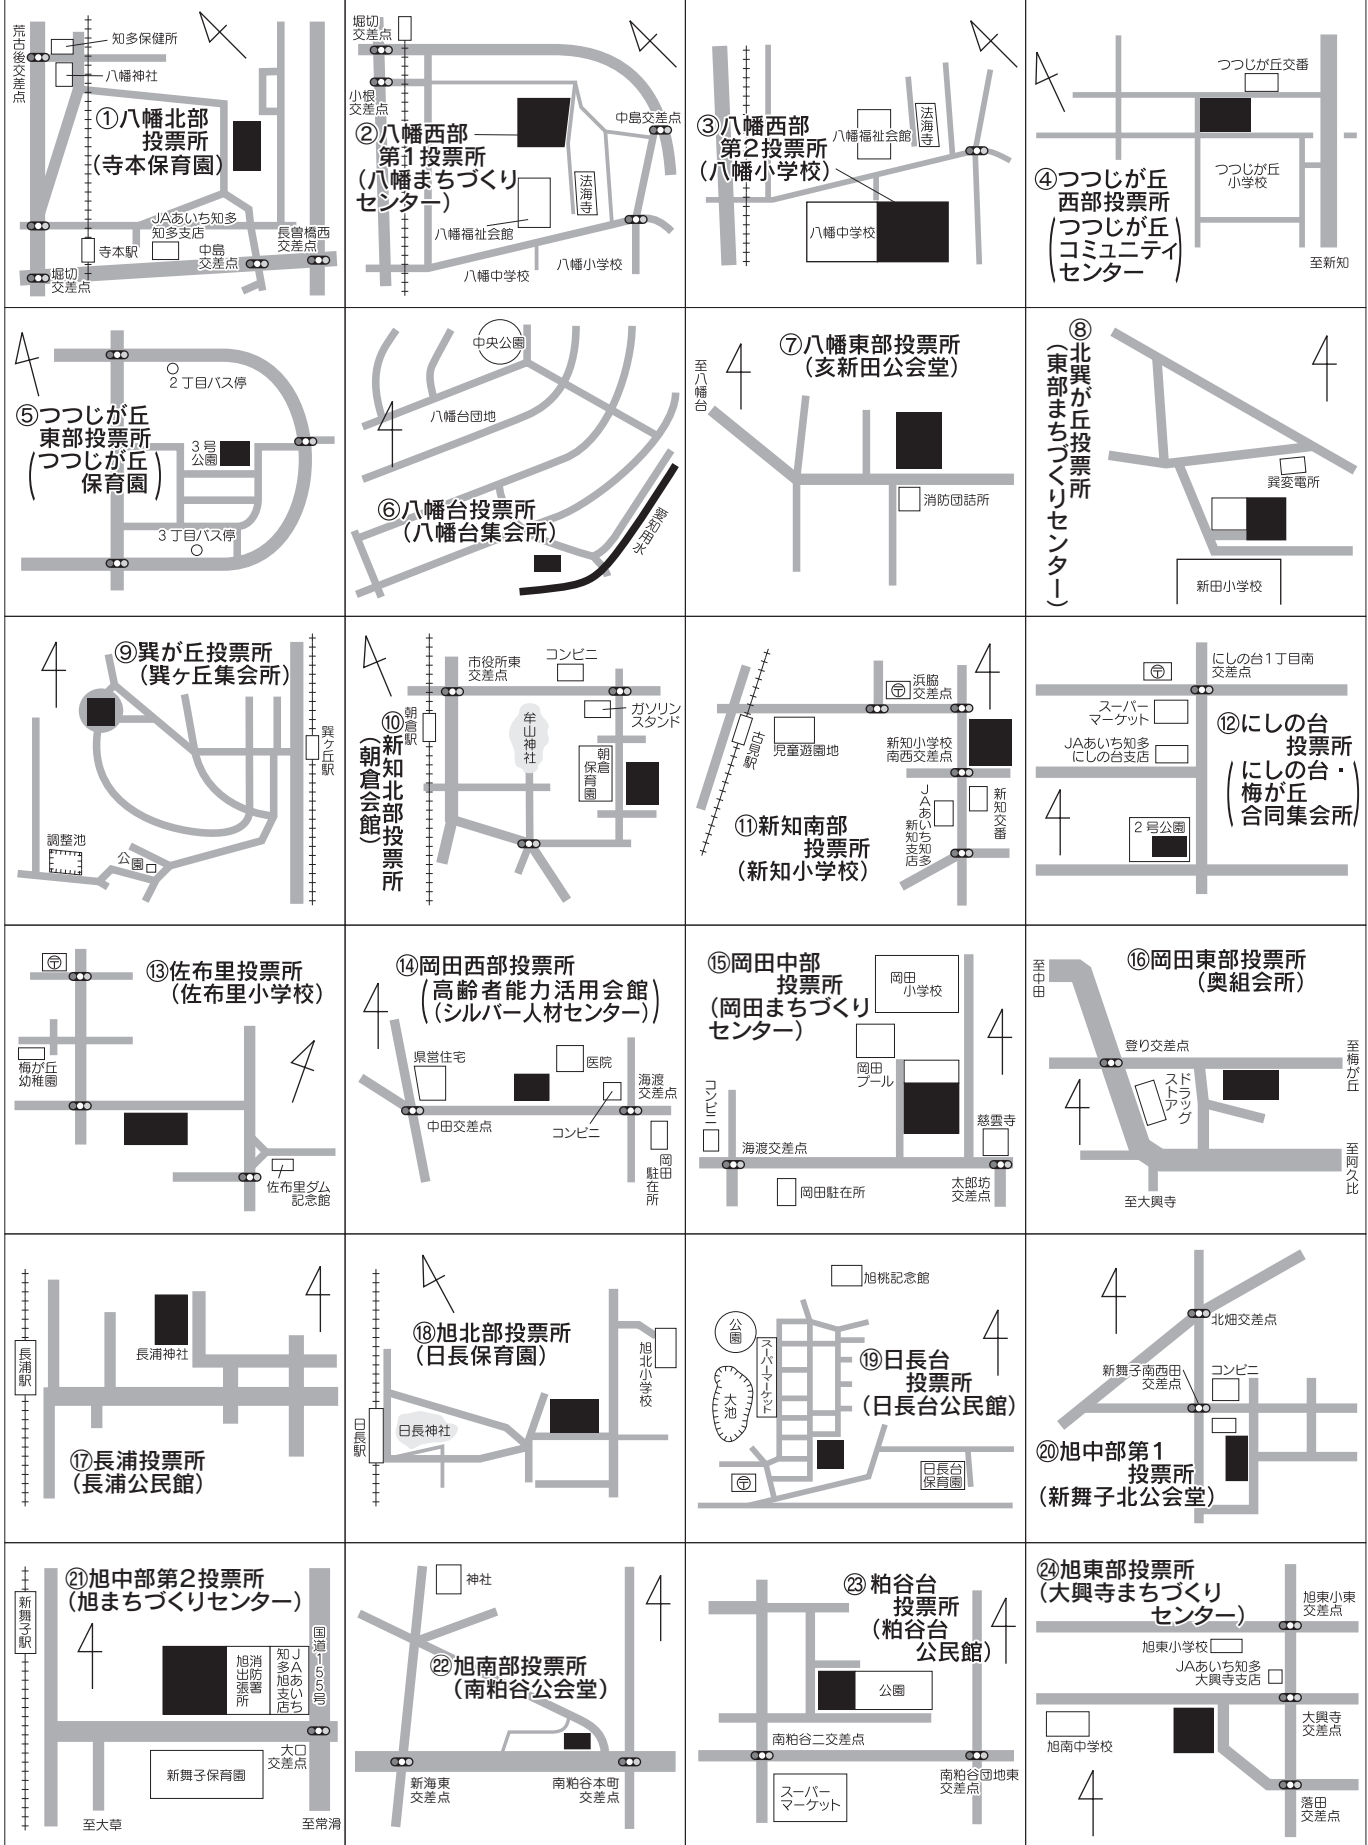 荒古後交差点
知多保健所
八幡神社
①八幡北部
投票所
(寺本保育園)
JAあいち知多
知多支店
長曽橋西
交差点
寺本駅
中島
交差点
堀切
交差点
堀切
交差点
小根
交差点
中島交差点
②八幡西部
第1投票所
(八幡まちづくり
センター)
法海寺
八幡福祉会館
八幡中学校
八幡小学校
③八幡西部
第2投票所
(八幡小学校)
八幡福祉会館
法海寺
八幡中学校
つつじが丘交番
つつじが丘
小学校
④つつじが丘
西部投票所
(つつじが丘
コミュニティ
センター)
至新知
2丁目バス停
⑤つつじが丘
東部投票所
(つつじが丘
保育園)
3号
公園
3丁目バス停
中央公園
八幡台団地
⑥八幡台投票所
(八幡台集会所)
愛知用水
⑦八幡東部投票所
(亥新田公会堂)
至八幡台
消防団詰所
⑧北巽が丘投票所
(東部まちづくりセンター)
巽変電所
新田小学校
⑨巽が丘投票所
(巽ヶ丘集会所)
巽ヶ丘駅
調整池
公園
市役所東
交差点
コンビニ
朝倉駅
ガソリン
スタンド
牟山神社
朝倉
保育園
⑩新知北部投票所
(朝倉会館)
浜脇
交差点
古見駅
児童遊園地
新知小学校
南西交差点
JAあいち知多
新知支店
新知交番
⑪新知南部
投票所
(新知小学校)
にしの台1丁目南
交差点
スーパー
マーケット
JAあいち知多
にしの台支店
⑫にしの台
投票所
(にしの台・
梅が丘
合同集会所)
2号公園
⑬佐布里投票所
(佐布里小学校)
梅が丘
幼稚園
佐布里ダム
記念館
⑭岡田西部投票所
(高齢者能力活用会館
(シルバー人材センター))
県営住宅
医院
海渡
交差点
中田交差点
コンビニ
岡田
駐在所
⑮岡田中部
投票所
(岡田まちづくり
センター)
岡田
小学校
岡田
プール
コンビニ
慈雲寺
海渡交差点
岡田駐在所
太郎坊
交差点
⑯岡田東部投票所
(奥組会所)
至中田
登り交差点
至梅が丘
ドラッグ
ストア
至阿久比
至大興寺
長浦駅
長浦神社
⑰長浦投票所
(長浦公民館)
⑱旭北部投票所
(日長保育園)
旭北小学校
日長駅
日長神社
旭桃記念館
公園
スーパーマーケット
大池
⑲日長台
投票所
(日長台公民館)
日長台
保育園
北畑交差点
新舞子南西田
交差点
コンビニ
⑳旭中部第1
投票所
(新舞子北公会堂)
㉑旭中部第2投票所
(旭まちづくりセンター)
新舞子駅
消防署
旭出張所
JAあいち
知多旭支店
国道155号
大口
交差点
新舞子保育園
至大草
至常滑
神社
㉒旭南部投票所
(南粕谷公会堂)
新海東
交差点
南粕谷本町
交差点
㉓粕谷台
投票所
(粕谷台
公民館)
公園
南粕谷二交差点
スーパー
マーケット
南粕谷団地東
交差点
㉔旭東部投票所
(大興寺まちづくり
センター)
旭東小東
交差点
旭東小学校
JAあいち知多
大興寺支店
旭南中学校
大興寺
交差点
落田
交差点